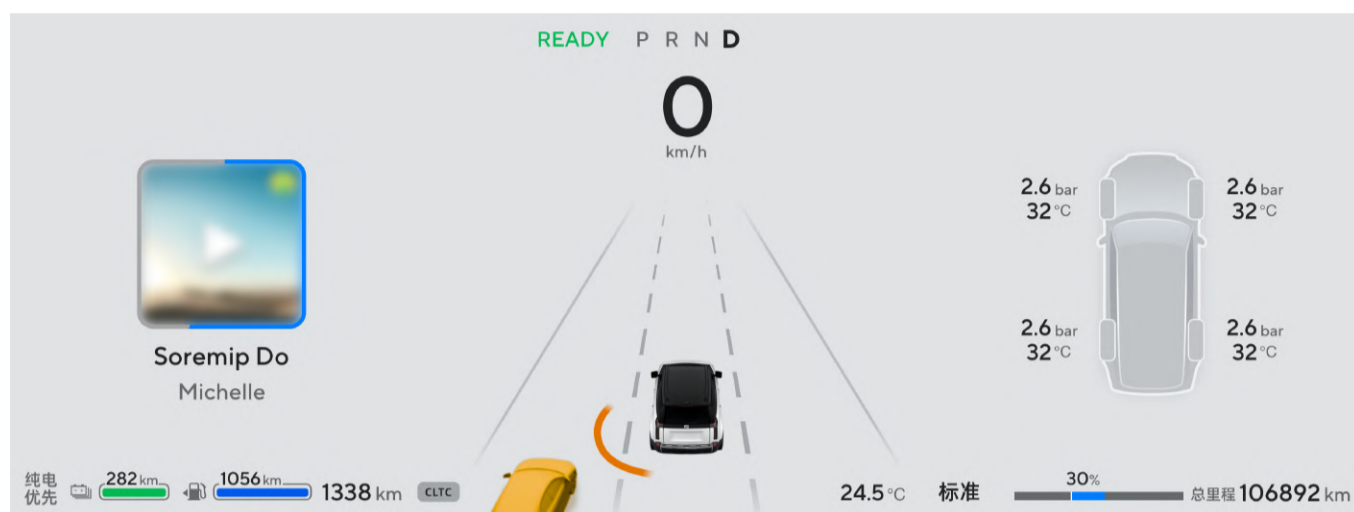 READY P R N D
0
km/h
Soremip Do
Michelle
2.6 bar
32 °C
2.6 bar
32 °C
2.6 bar
32 °C
2.6 bar
32 °C
纯电
优先
282 km
1056 km
1338 km
CLTC
24.5 °C
标准
30%
总里程 106892 km